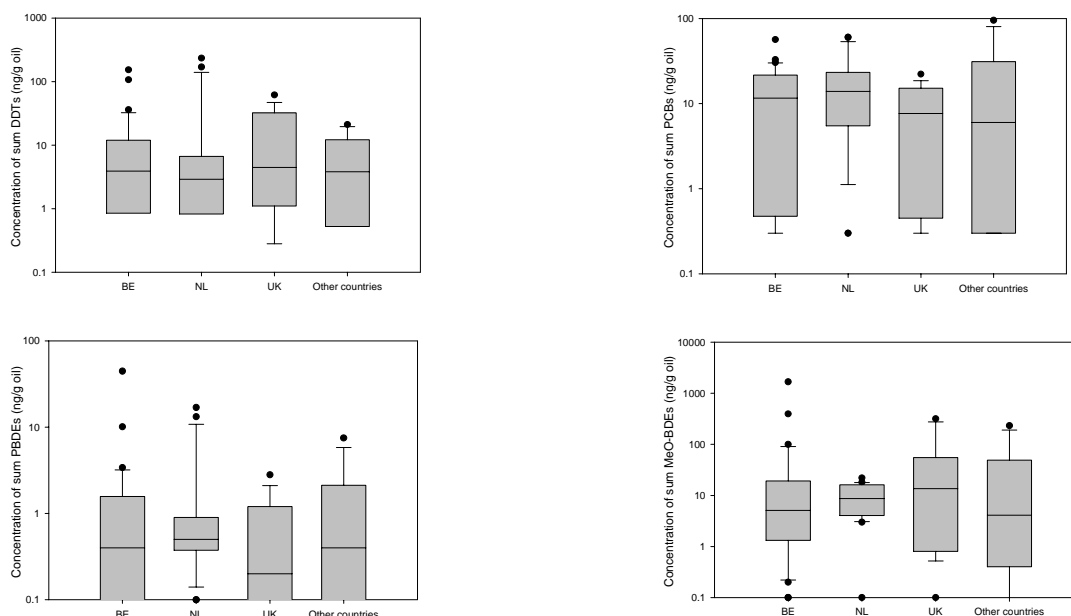 Concentration of sum DDTs (ng/g oil)
1000
100
10
1
0.1
BE NL UK Other countries
Concentration of sum PCBs (ng/g oil)
100
10
1
0.1
BE NL UK Other countries
Concentration of sum PBDEs (ng/g oil)
100
10
1
0.1
BE NL UK Other countries
Concentration of sum MeO-BDEs (ng/g oil)
10000
1000
100
10
1
0.1
BE NL UK Other countries